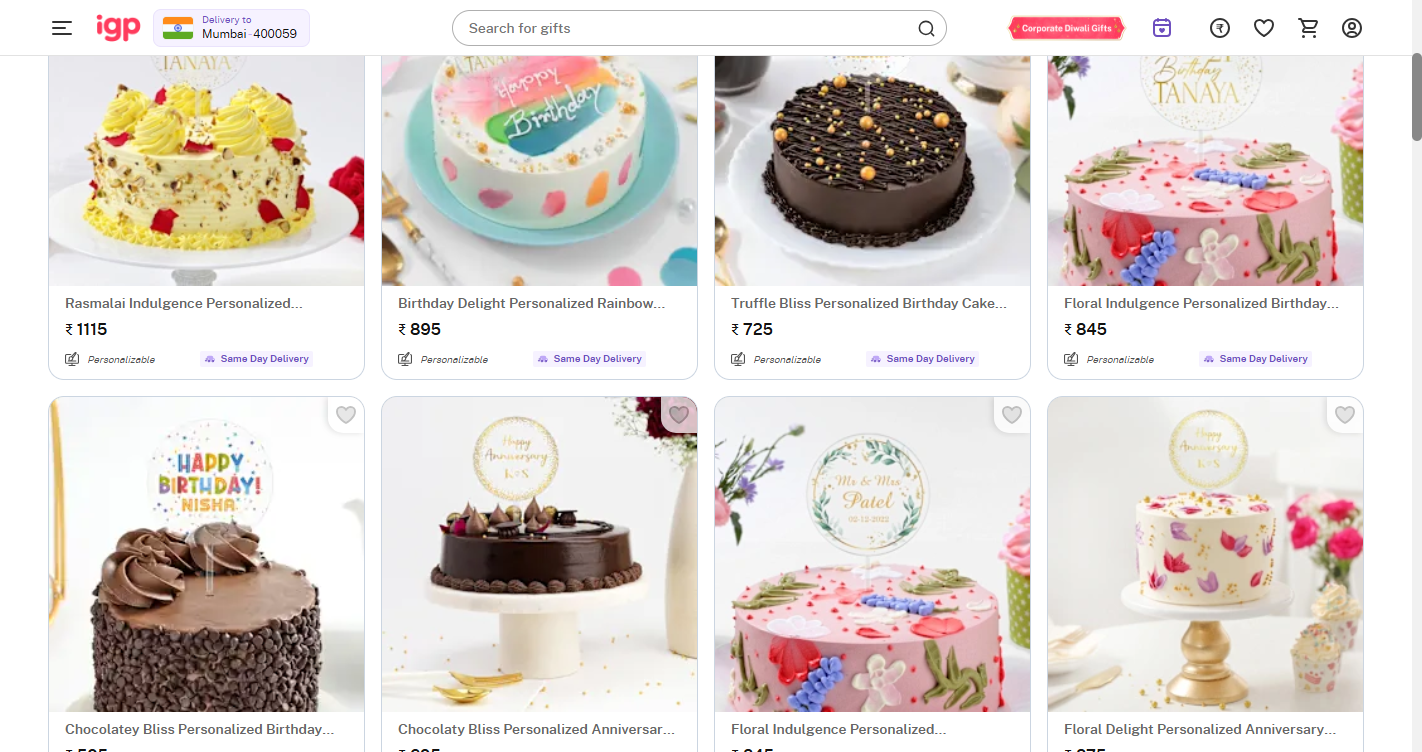 igp
Delivery to
Mumbai - 400059
Search for gifts
Corporate Diwali Gifts
TANAYA
Happy
Birthday
Birthday
TANAYA
Rasmalai Indulgence Personalized...
₹ 1115
Personalizable
Same Day Delivery
Birthday Delight Personalized Rainbow...
₹ 895
Personalizable
Same Day Delivery
Truffle Bliss Personalized Birthday Cake...
₹ 725
Personalizable
Same Day Delivery
Floral Indulgence Personalized Birthday...
₹ 845
Personalizable
Same Day Delivery
HAPPY
BIRTHDAY!
NISHA
Happy
Anniversary
K S
Mr & Mrs
Patel
02-12-2022
Happy
Anniversary
K S
Chocolatey Bliss Personalized Birthday...
Chocolaty Bliss Personalized Anniversar...
Floral Indulgence Personalized...
Floral Delight Personalized Anniversary...